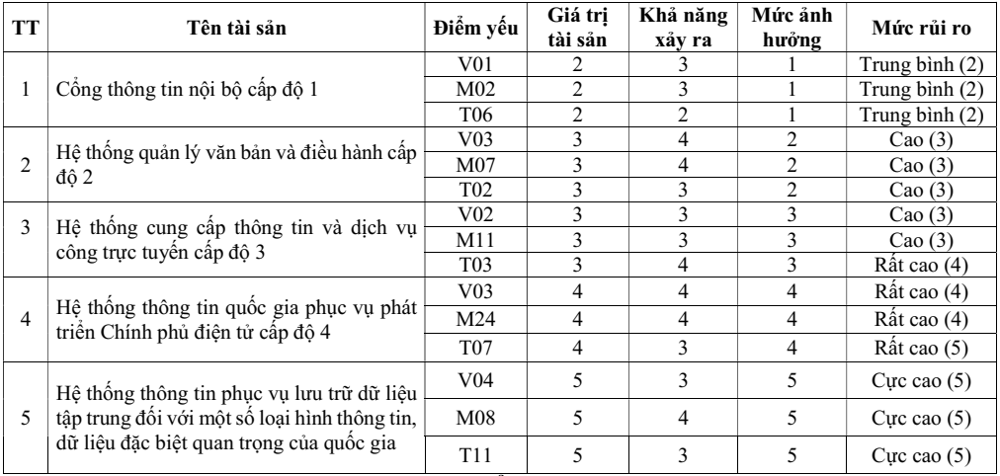 TT Tên tài sản Điểm yếu Giá trị tài sản Khả năng xảy ra Mức ảnh hưởng Mức rủi ro
1 Cổng thông tin nội bộ cấp độ 1 V01 2 3 1 Trung bình (2)
M02 2 3 1 Trung bình (2)
T06 2 2 1 Trung bình (2)
2 Hệ thống quản lý văn bản và điều hành cấp độ 2 V03 3 4 2 Cao (3)
M07 3 4 2 Cao (3)
T02 3 3 2 Cao (3)
3 Hệ thống cung cấp thông tin và dịch vụ công trực tuyến cấp độ 3 V02 3 3 3 Cao (3)
M11 3 3 3 Cao (3)
T03 3 4 3 Rất cao (4)
4 Hệ thống thông tin quốc gia phục vụ phát triển Chính phủ điện tử cấp độ 4 V03 4 4 4 Rất cao (4)
M24 4 4 4 Rất cao (4)
T07 4 3 4 Rất cao (5)
5 Hệ thống thông tin phục vụ lưu trữ dữ liệu tập trung đối với một số loại hình thông tin, dữ liệu đặc biệt quan trọng của quốc gia V04 5 3 5 Cực cao (5)
M08 5 4 5 Cực cao (5)
T11 5 3 5 Cực cao (5)